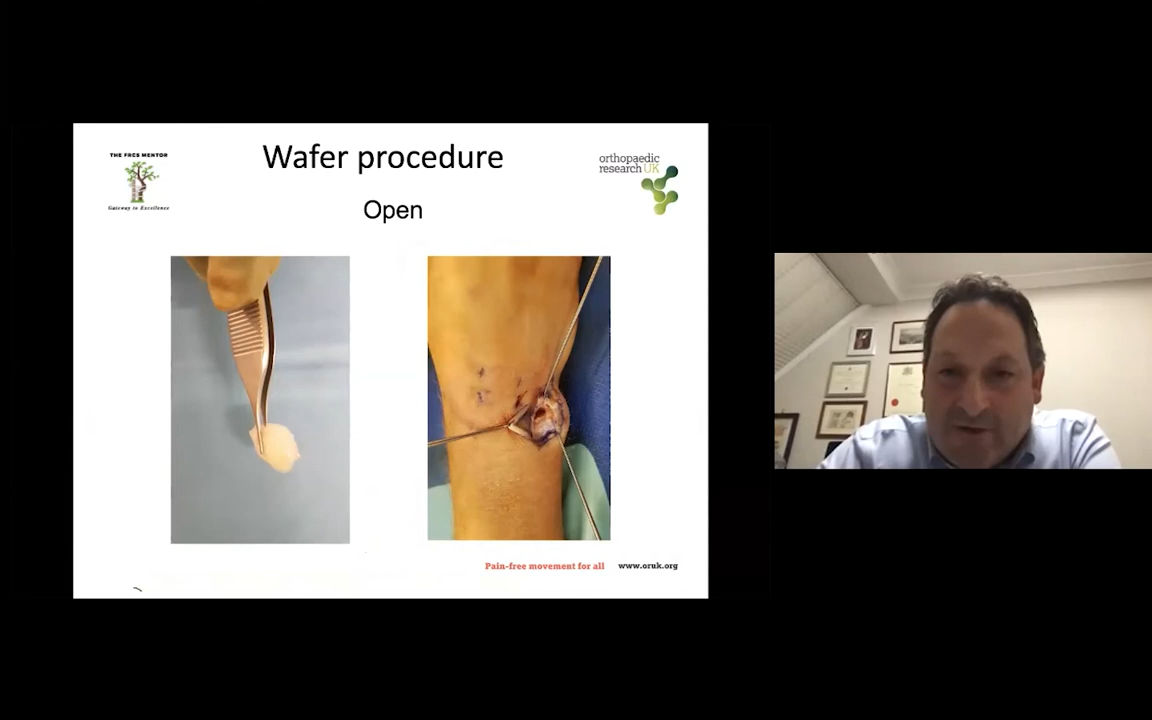 THE FRCS MENTOR
Gateway to Excellence
Wafer procedure
Open
orthopaedic
research UK
Pain-free movement for all
www.oruk.org